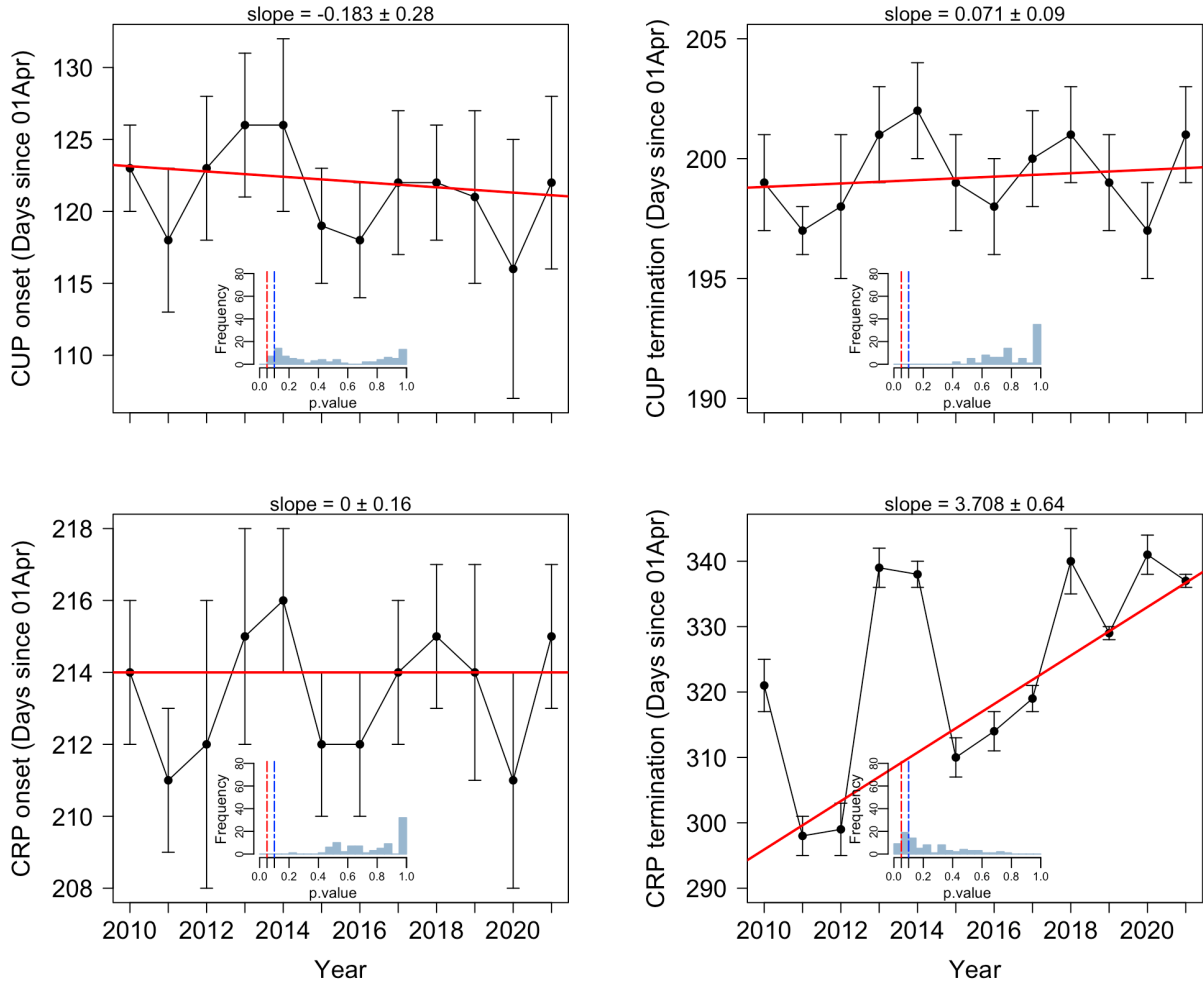 slope = -0.183 ± 0.28
CUP onset (Days since 01Apr)
130
125
120
115
110
Frequency
80
60
40
20
0
0.0 0.2 0.4 0.6 0.8 1.0
p.value
slope = 0.071 ± 0.09
CUP termination (Days since 01Apr)
205
200
195
190
Frequency
80
60
40
20
0
0.0 0.2 0.4 0.6 0.8 1.0
p.value
slope = 0 ± 0.16
CRP onset (Days since 01Apr)
218
216
214
212
210
208
Frequency
80
60
40
20
0
0.0 0.2 0.4 0.6 0.8 1.0
p.value
2010 2012 2014 2016 2018 2020
Year
slope = 3.708 ± 0.64
CRP termination (Days since 01Apr)
340
330
320
310
300
290
Frequency
80
60
40
20
0
0.0 0.2 0.4 0.6 0.8 1.0
p.value
2010 2012 2014 2016 2018 2020
Year